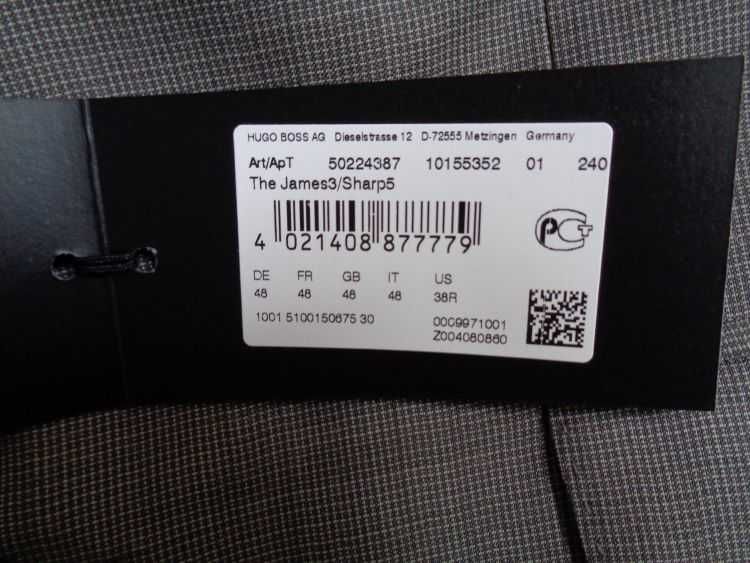 HUGO BOSS AG Dieselstrasse 12 D-72555 Metzingen Germany
Art/ApT 50224387 10155352 01 240
The James3/Sharp5
4 021408 877779
DE FR GB IT US
48 48 48 48 38R
1001 5100150675 30 0009971001
Z004080860